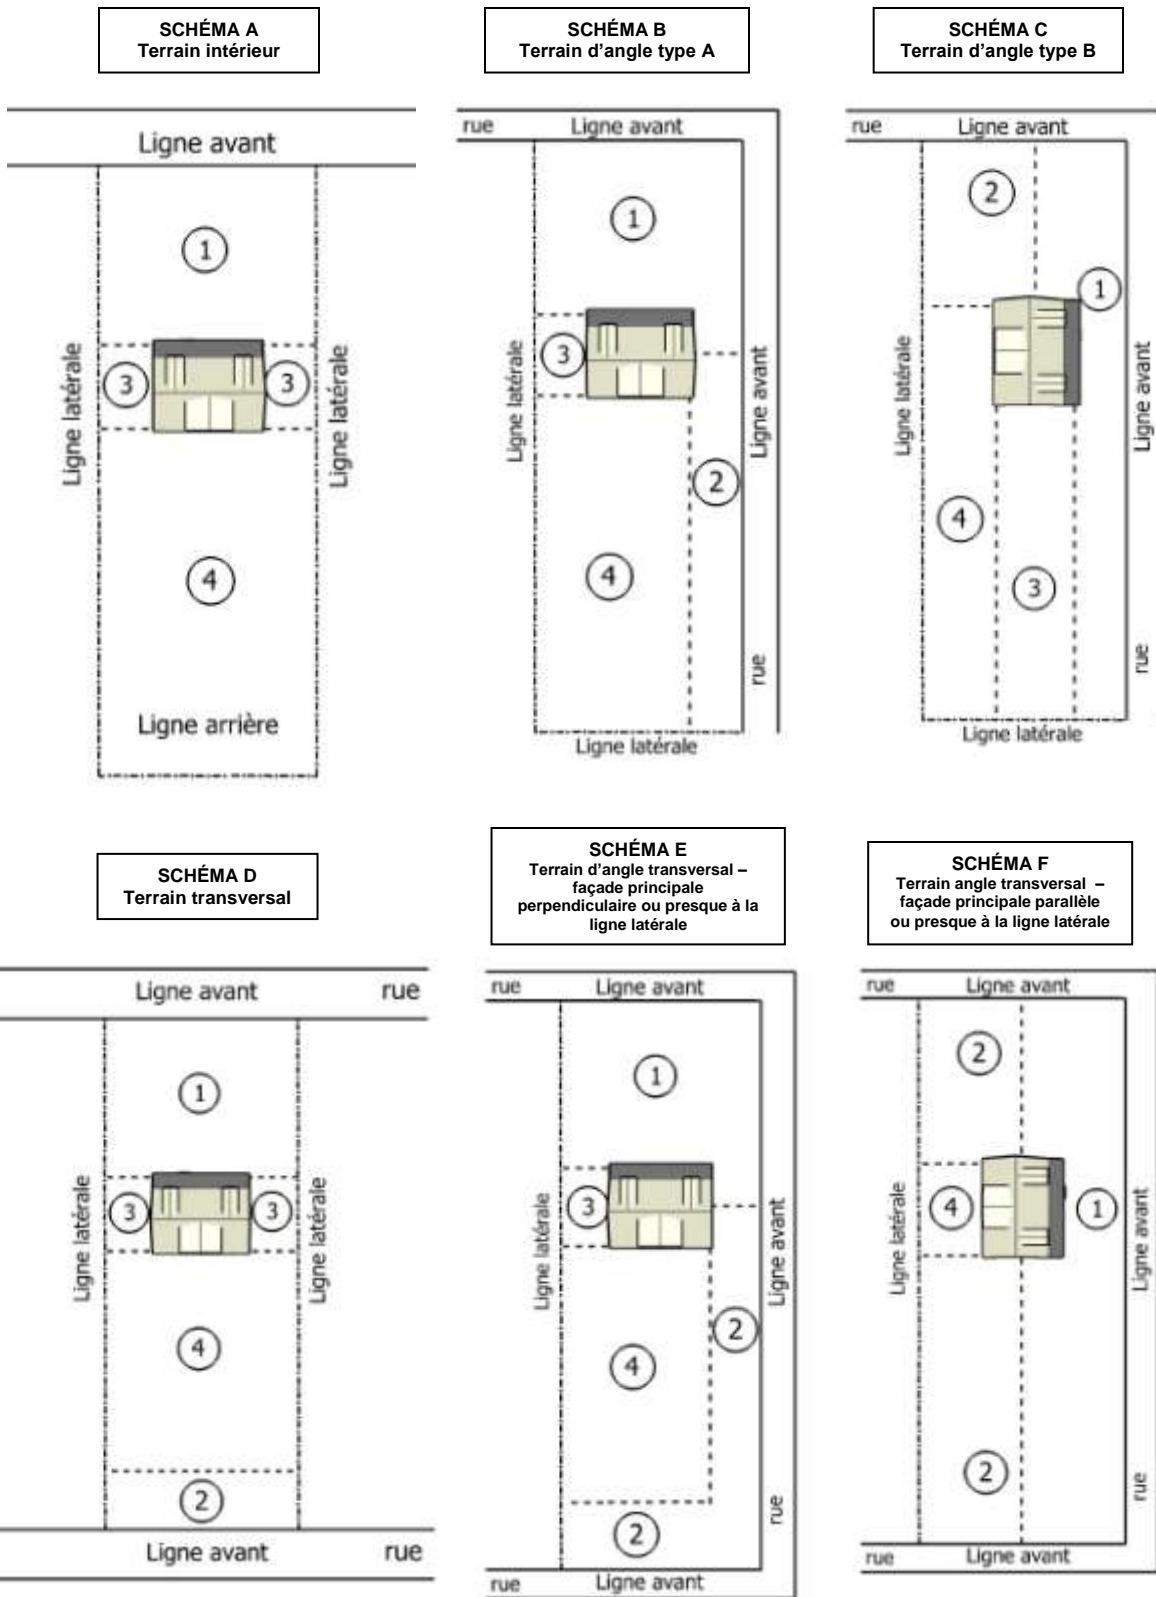 SCHÉMA A
Terrain intérieur
SCHÉMA B
Terrain d'angle type A
SCHÉMA C
Terrain d'angle type B
Ligne avant
1
3
3
Ligne latérale
Ligne latérale
4
Ligne arrière
rue
Ligne avant
1
3
Ligne latérale
Ligne avant
2
4
rue
Ligne latérale
rue
Ligne avant
2
1
Ligne latérale
Ligne avant
4
3
rue
Ligne latérale
SCHÉMA D
Terrain transversal
SCHÉMA E
Terrain d'angle transversal –
façade principale
perpendiculaire ou presque à la
ligne latérale
SCHÉMA F
Terrain angle transversal –
façade principale parallèle
ou presque à la ligne latérale
Ligne avant
rue
1
3
3
Ligne latérale
Ligne latérale
4
2
Ligne avant
rue
rue
Ligne avant
1
3
Ligne latérale
Ligne avant
2
4
rue
2
rue
Ligne avant
rue
Ligne avant
2
4
1
Ligne latérale
Ligne avant
2
rue
rue
Ligne avant